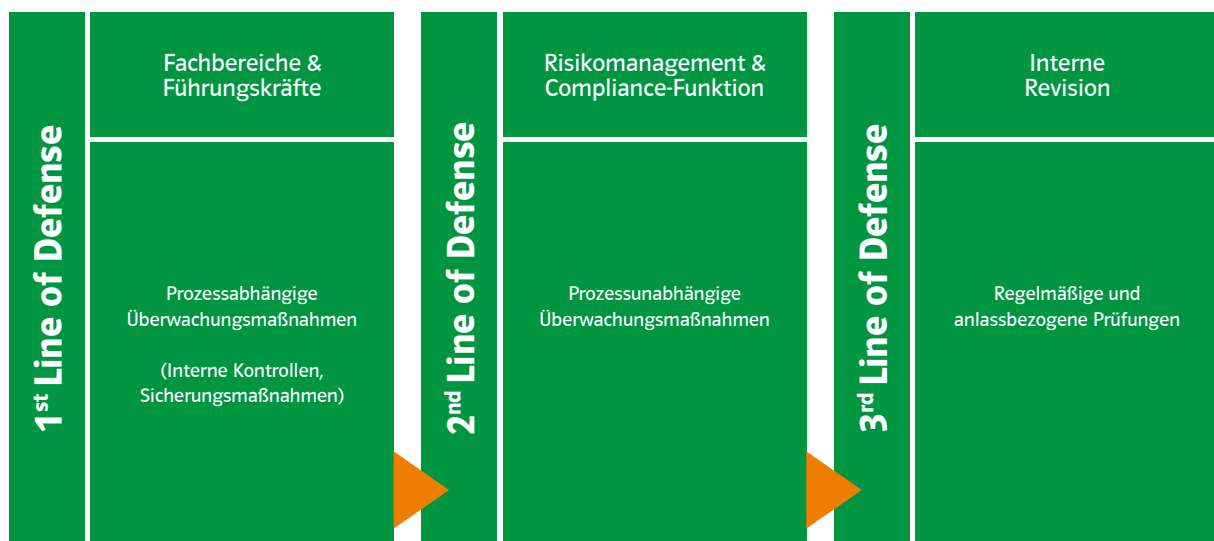 1st Line of Defense
Fachbereiche &
Führungskräfte
Prozessabhängige
Überwachungsmaßnahmen
(Interne Kontrollen,
Sicherungsmaßnahmen)
2nd Line of Defense
Risikomanagement &
Compliance-Funktion
Prozessunabhängige
Überwachungsmaßnahmen
3rd Line of Defense
Interne
Revision
Regelmäßige und
anlassbezogene Prüfungen